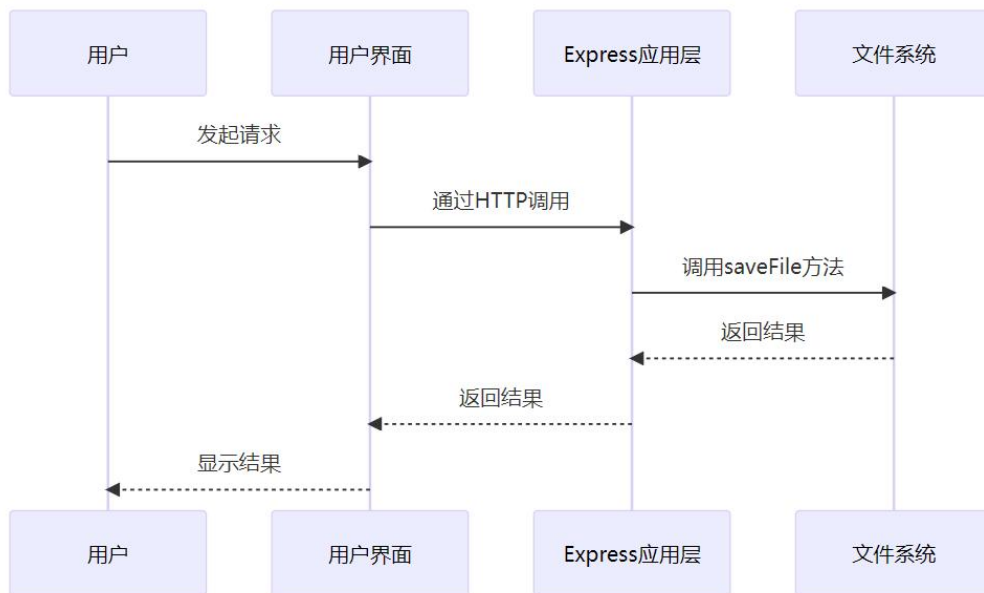 用户
用户界面
Express应用层
文件系统
发起请求
通过HTTP调用
调用saveFile方法
返回结果
返回结果
显示结果
用户
用户界面
Express应用层
文件系统